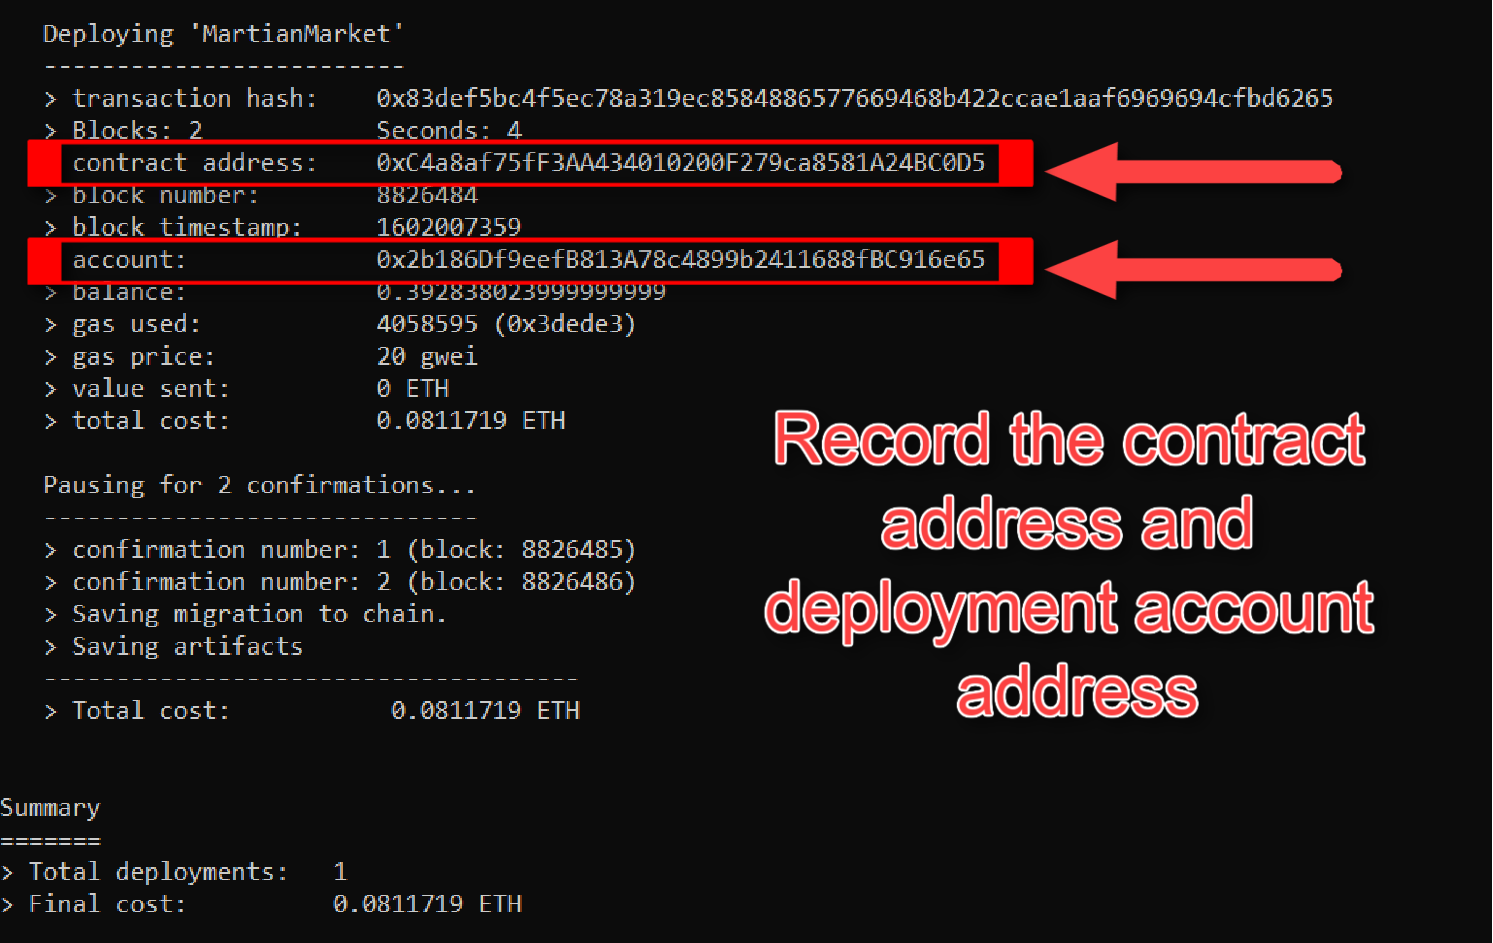 Deploying 'MartianMarket'
-------------------------
> transaction hash:    0x83def5bc4f5ec78a319ec8584886577669468b422ccae1aaf6969694cfbd6265
> Blocks: 2            Seconds: 4
contract address:    0xC4a8af75fF3AA434010200F279ca8581A24BC0D5
> block number:        8826484
> block timestamp:     1602007359
account:             0x2b186Df9eefB813A78c4899b2411688fBC916e65
> balance:             0.3928380239999999999
> gas used:            4058595 (0x3dede3)
> gas price:           20 gwei
> value sent:          0 ETH
> total cost:          0.0811719 ETH
Pausing for 2 confirmations...
------------------------------
> confirmation number: 1 (block: 8826485)
> confirmation number: 2 (block: 8826486)
> Saving migration to chain.
> Saving artifacts
-------------------------------------
> Total cost:           0.0811719 ETH
Record the contract
address and
deployment account
address
Summary
=======
> Total deployments:   1
> Final cost:          0.0811719 ETH